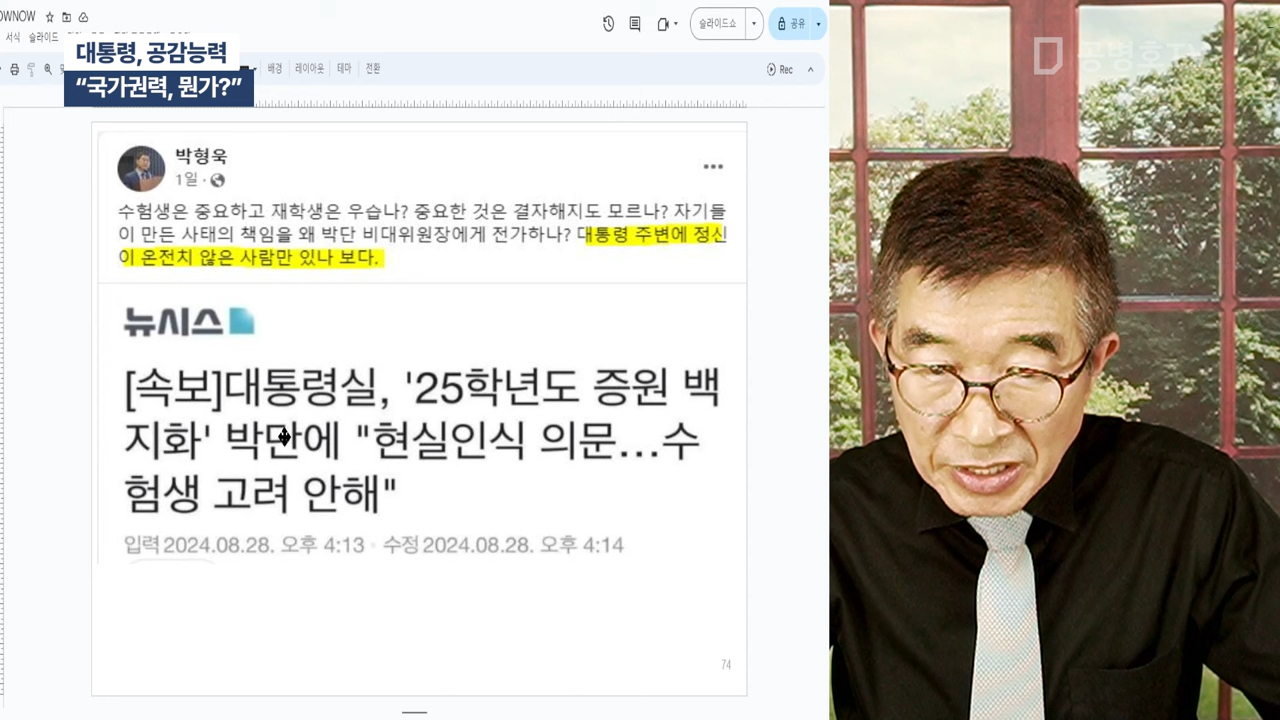 OWNOW
서식 슬라이드
슬라이드쇼
공유
대통령, 공감능력
“국가권력, 뭔가?”
배경 레이아웃 테마 전환
Rec
공병호TV
박형욱
1일
수험생은 중요하고 재학생은 우습나? 중요한 것은 결자해지도 모르나? 자기들
이 만든 사태의 책임을 왜 박단 비대위원장에게 전가하나? 대통령 주변에 정신
이 온전치 않은 사람만 있나 보다.
뉴시스
[속보]대통령실, '25학년도 증원 백
지화' 박단에 "현실인식 의문...수
험생 고려 안해"
입력 2024.08.28. 오후 4:13 · 수정 2024.08.28. 오후 4:14
74